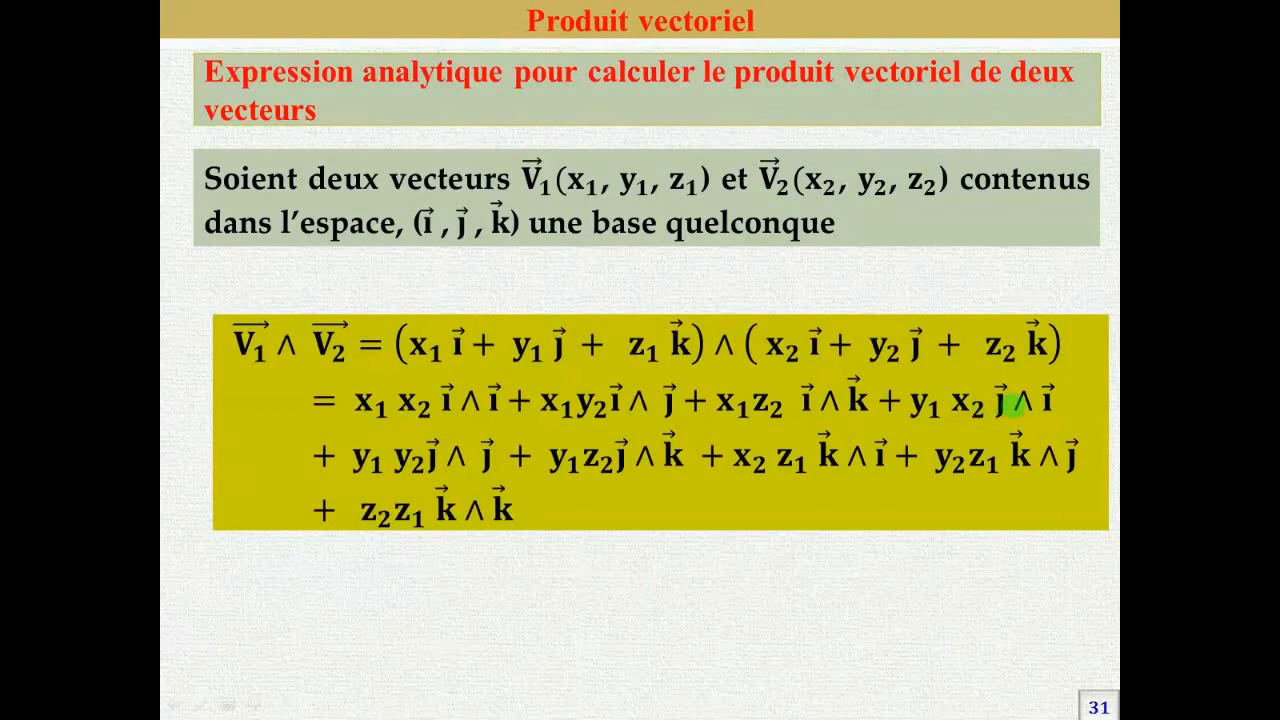 Produit vectoriel
Expression analytique pour calculer le produit vectoriel de deux
vecteurs
Soient deux vecteurs V⃗₁(x₁, y₁, z₁) et V⃗₂(x₂, y₂, z₂) contenus
dans l’espace, (i⃗ , j⃗ , k⃗) une base quelconque
V₁⃗ ∧ V₂⃗ = (x₁ i⃗ + y₁ j⃗ + z₁ k⃗) ∧ ( x₂ i⃗ + y₂ j⃗ + z₂ k⃗)
= x₁ x₂ i⃗ ∧ i⃗ + x₁y₂i⃗ ∧ j⃗ + x₁z₂ i⃗ ∧ k⃗ + y₁ x₂ j⃗ ∧ i⃗
+ y₁ y₂j⃗ ∧ j⃗ + y₁z₂j⃗ ∧ k⃗ + x₂ z₁ k⃗ ∧ i⃗ + y₂z₁ k⃗ ∧ j⃗
+ z₂z₁ k⃗ ∧ k⃗
31